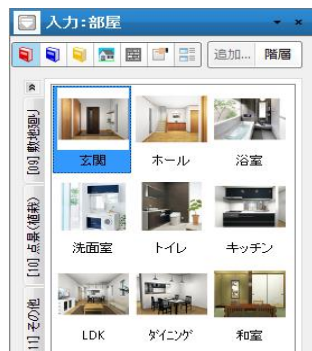 入力:部屋
追加... 階層
[09] 敷地廻り
[10] 点景(植栽)
11] その他
玄関 ホール 浴室
洗面室 トイレ キッチン
LDK ダイニング 和室